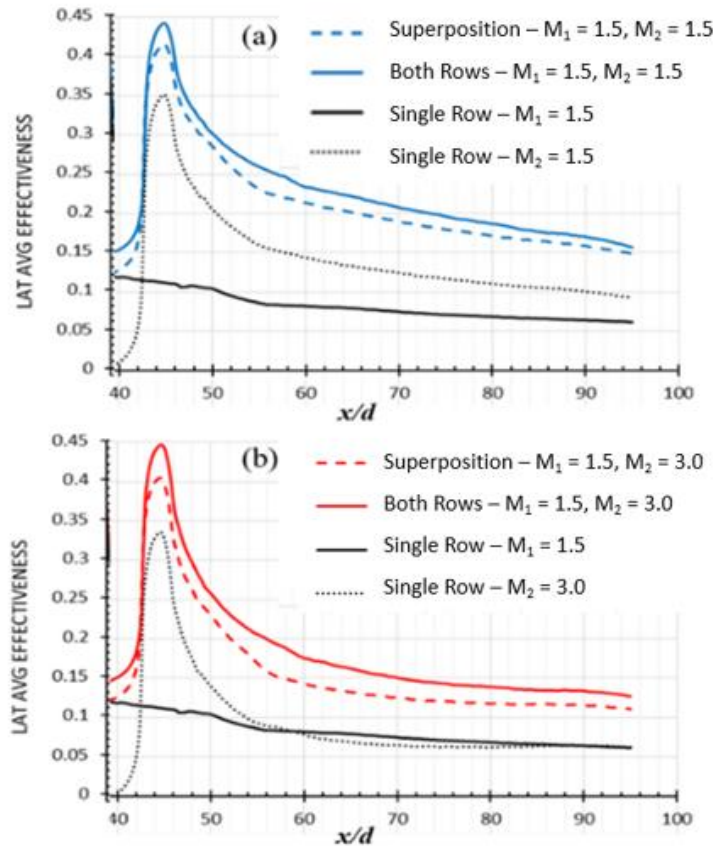 (a)
Superposition – M₁ = 1.5, M₂ = 1.5
Both Rows – M₁ = 1.5, M₂ = 1.5
Single Row – M₁ = 1.5
Single Row – M₂ = 1.5
LAT AVG EFFECTIVENESS
0.45
0.4
0.35
0.3
0.25
0.2
0.15
0.1
0.05
0
40 50 60 70 80 90 100
x/d
(b)
Superposition – M₁ = 1.5, M₂ = 3.0
Both Rows – M₁ = 1.5, M₂ = 3.0
Single Row – M₁ = 1.5
Single Row – M₂ = 3.0
LAT AVG EFFECTIVENESS
0.45
0.4
0.35
0.3
0.25
0.2
0.15
0.1
0.05
0
40 50 60 70 80 90 100
x/d